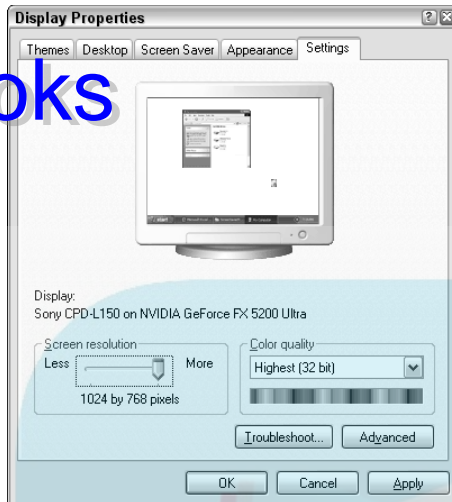 Display Properties
Themes Desktop Screen Saver Appearance Settings
oks
Display:
Sony CPD-L150 on NVIDIA GeForce FX 5200 Ultra
Screen resolution
Less More
1024 by 768 pixels
Color quality
Highest (32 bit)
Troubleshoot... Advanced
OK Cancel Apply